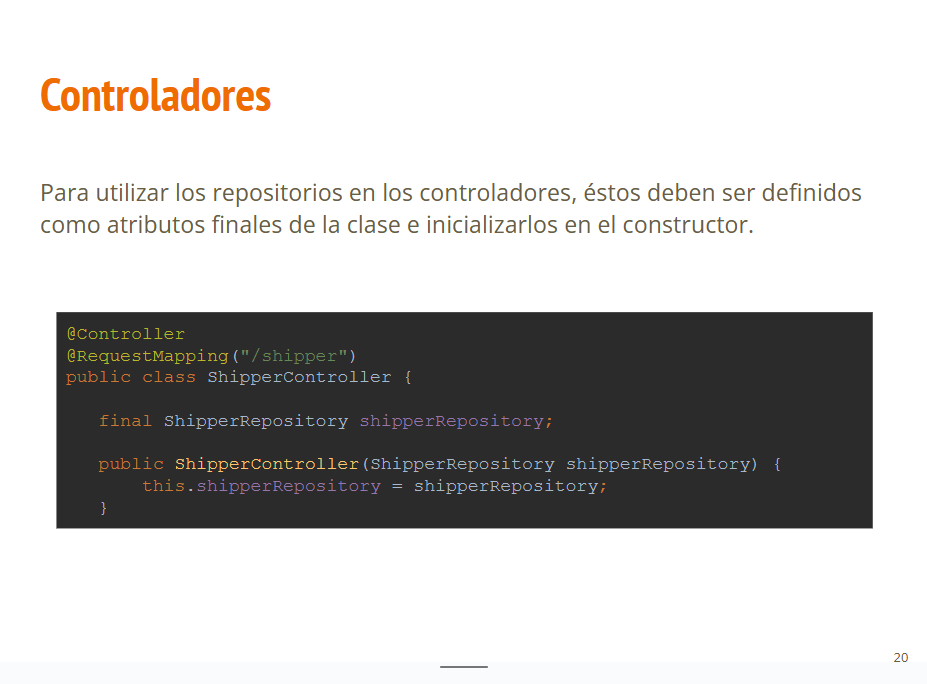 Controladores
Para utilizar los repositorios en los controladores, éstos deben ser definidos
como atributos finales de la clase e inicializarlos en el constructor.
@Controller
@RequestMapping("/shipper")
public class ShipperController {
final ShipperRepository shipperRepository;
public ShipperController(ShipperRepository shipperRepository) {
this.shipperRepository = shipperRepository;
}
20